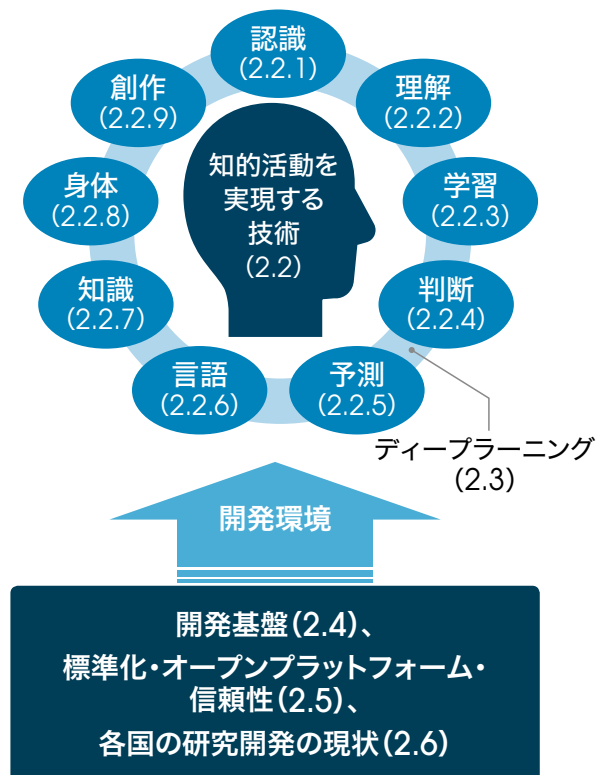 認識
(2.2.1)
理解
(2.2.2)
学習
(2.2.3)
判断
(2.2.4)
予測
(2.2.5)
言語
(2.2.6)
知識
(2.2.7)
身体
(2.2.8)
創作
(2.2.9)
知的活動を
実現する
技術
(2.2)
ディープラーニング
(2.3)
開発環境
開発基盤(2.4)、
標準化・オープンプラットフォーム・
信頼性(2.5)、
各国の研究開発の現状(2.6)